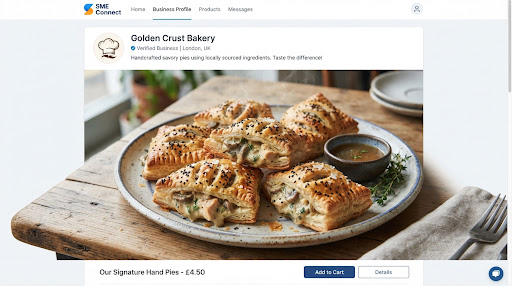 SME
Connect
Home
Business Profile
Products
Messages
Golden Crust Bakery
Verified Business | London, UK
Handcrafted savory pies using locally sourced ingredients. Taste the difference!
Our Signature Hand Pies - £4.50
Add to Cart
Details